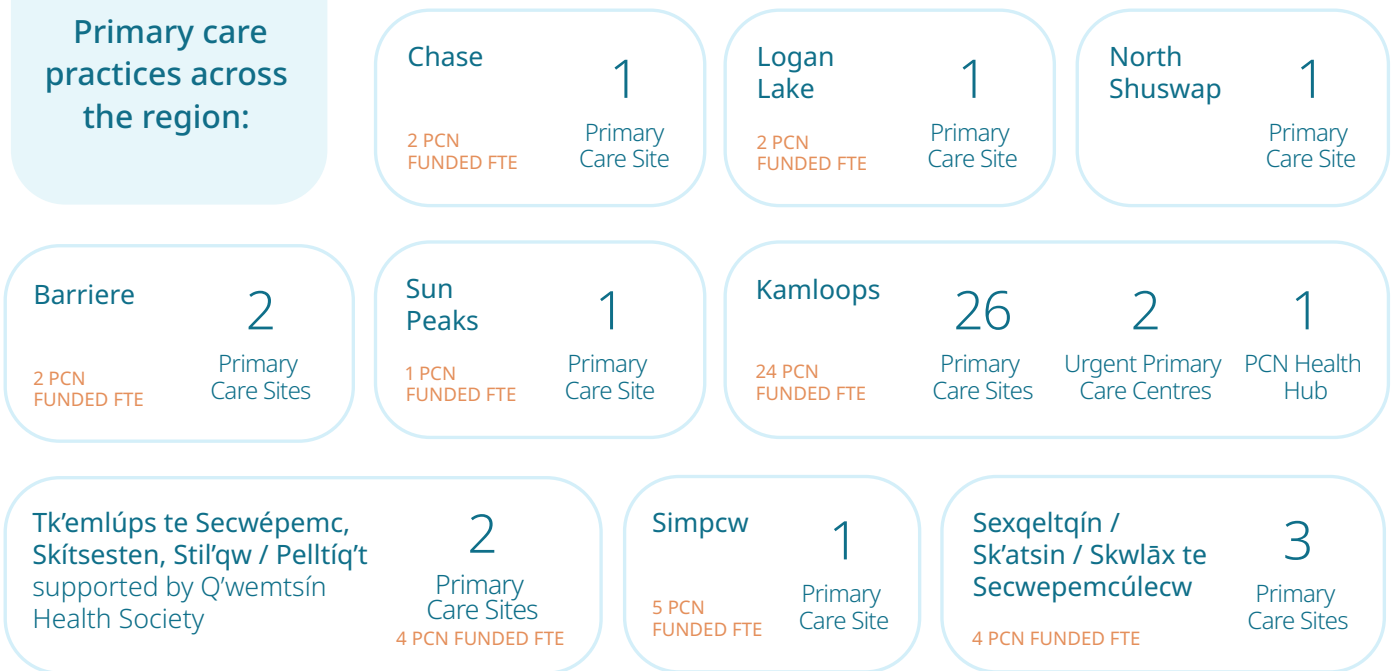 Primary care
practices across
the region:
Chase
1
Primary
Care Site
2 PCN
FUNDED FTE
Logan
Lake
1
Primary
Care Site
2 PCN
FUNDED FTE
North
Shuswap
1
Primary
Care Site
Barriere
2
Primary
Care Sites
2 PCN
FUNDED FTE
Sun
Peaks
1
Primary
Care Site
1 PCN
FUNDED FTE
Kamloops
24 PCN
FUNDED FTE
26
Primary
Care Sites
2
Urgent Primary
Care Centres
1
PCN Health
Hub
Tk’emlúps te Secwépemc,
Skítsesten, Stil’qw / Pelltíq’t
supported by Q’wemtsín
Health Society
2
Primary
Care Sites
4 PCN FUNDED FTE
Simpcw
1
Primary
Care Site
5 PCN
FUNDED FTE
Sexqeltqín /
Sk’atsin / Skwlāx te
Secwepemcúlecw
3
Primary
Care Sites
4 PCN FUNDED FTE